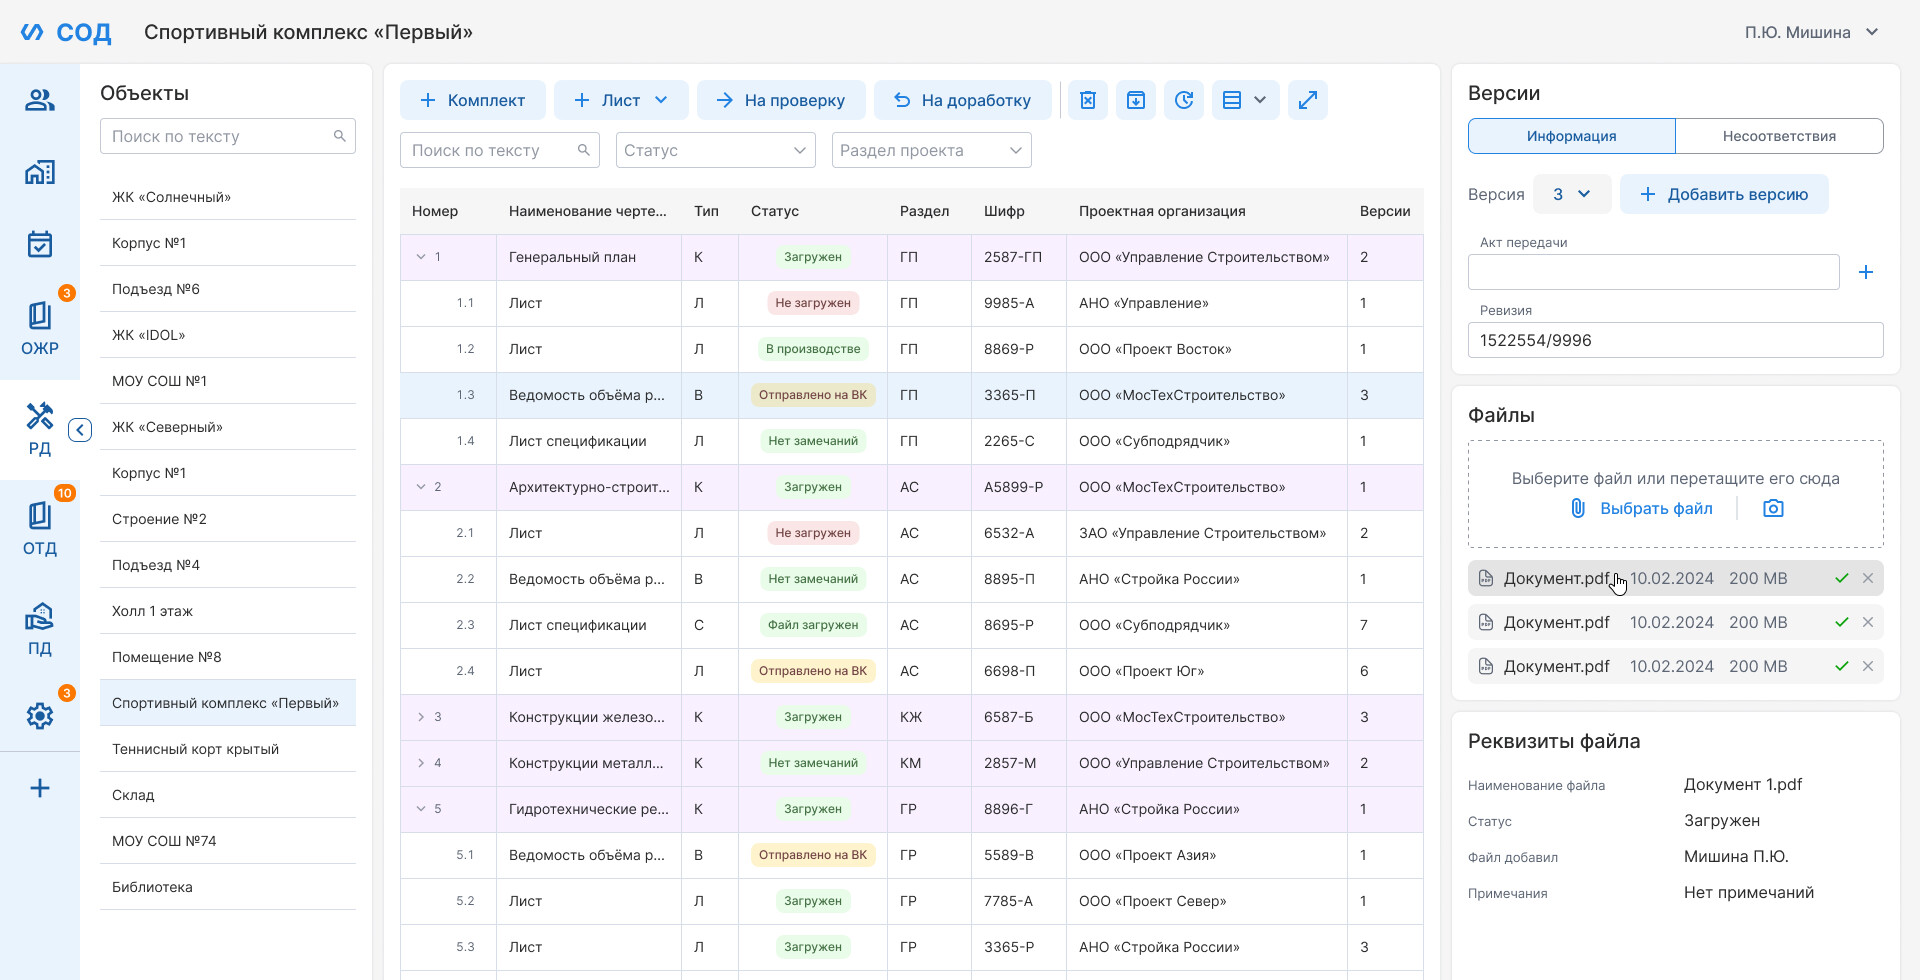 СОД
Спортивный комплекс «Первый»
П.Ю. Мишина
3
ОЖР
РД
10
ОТД
ПД
3
Объекты
Поиск по тексту
ЖК «Солнечный»
Корпус №1
Подъезд №6
ЖК «IDOL»
МОУ СОШ №1
ЖК «Северный»
Корпус №1
Строение №2
Подъезд №4
Холл 1 этаж
Помещение №8
Спортивный комплекс «Первый»
Теннисный корт крытый
Склад
МОУ СОШ №74
Библиотека
Комплект Лист На проверку На доработку
Поиск по тексту Статус Раздел проекта
Номер Наименование черте... Тип Статус Раздел Шифр Проектная организация Версии
1 Генеральный план К Загружен ГП 2587-ГП ООО «Управление Строительством» 2
1.1 Лист Л Не загружен ГП 9985-А АНО «Управление» 1
1.2 Лист Л В производстве ГП 8869-Р ООО «Проект Восток» 1
1.3 Ведомость объёма р... В Отправлено на ВК ГП 3365-П ООО «МосТехСтроительство» 3
1.4 Лист спецификации Л Нет замечаний ГП 2265-С ООО «Субподрядчик» 1
2 Архитектурно-строит... К Загружен АС А5899-Р ООО «МосТехСтроительство» 1
2.1 Лист Л Не загружен АС 6532-А ЗАО «Управление Строительством» 2
2.2 Ведомость объёма р... В Нет замечаний АС 8895-П АНО «Стройка России» 1
2.3 Лист спецификации С Файл загружен АС 8695-Р ООО «Субподрядчик» 7
2.4 Лист Л Отправлено на ВК АС 6698-П ООО «Проект Юг» 6
3 Конструкции железо... К Загружен КЖ 6587-Б ООО «МосТехСтроительство» 3
4 Конструкции металл... К Нет замечаний КМ 2857-М ООО «Управление Строительством» 2
5 Гидротехнические ре... К Загружен ГР 8896-Г АНО «Стройка России» 1
5.1 Ведомость объёма р... В Отправлено на ВК ГР 5589-В ООО «Проект Азия» 1
5.2 Лист Л Загружен ГР 7785-А ООО «Проект Север» 1
5.3 Лист Л Загружен ГР 3365-Р АНО «Стройка России» 3
Версии
Информация Несоответствия
Версия 3 Добавить версию
Акт передачи
Ревизия
1522554/9996
Файлы
Выберите файл или перетащите его сюда
Выбрать файл
Документ.pdf 10.02.2024 200 MB
Документ.pdf 10.02.2024 200 MB
Документ.pdf 10.02.2024 200 MB
Реквизиты файла
Наименование файла Документ 1.pdf
Статус Загружен
Файл добавил Мишина П.Ю.
Примечания Нет примечаний